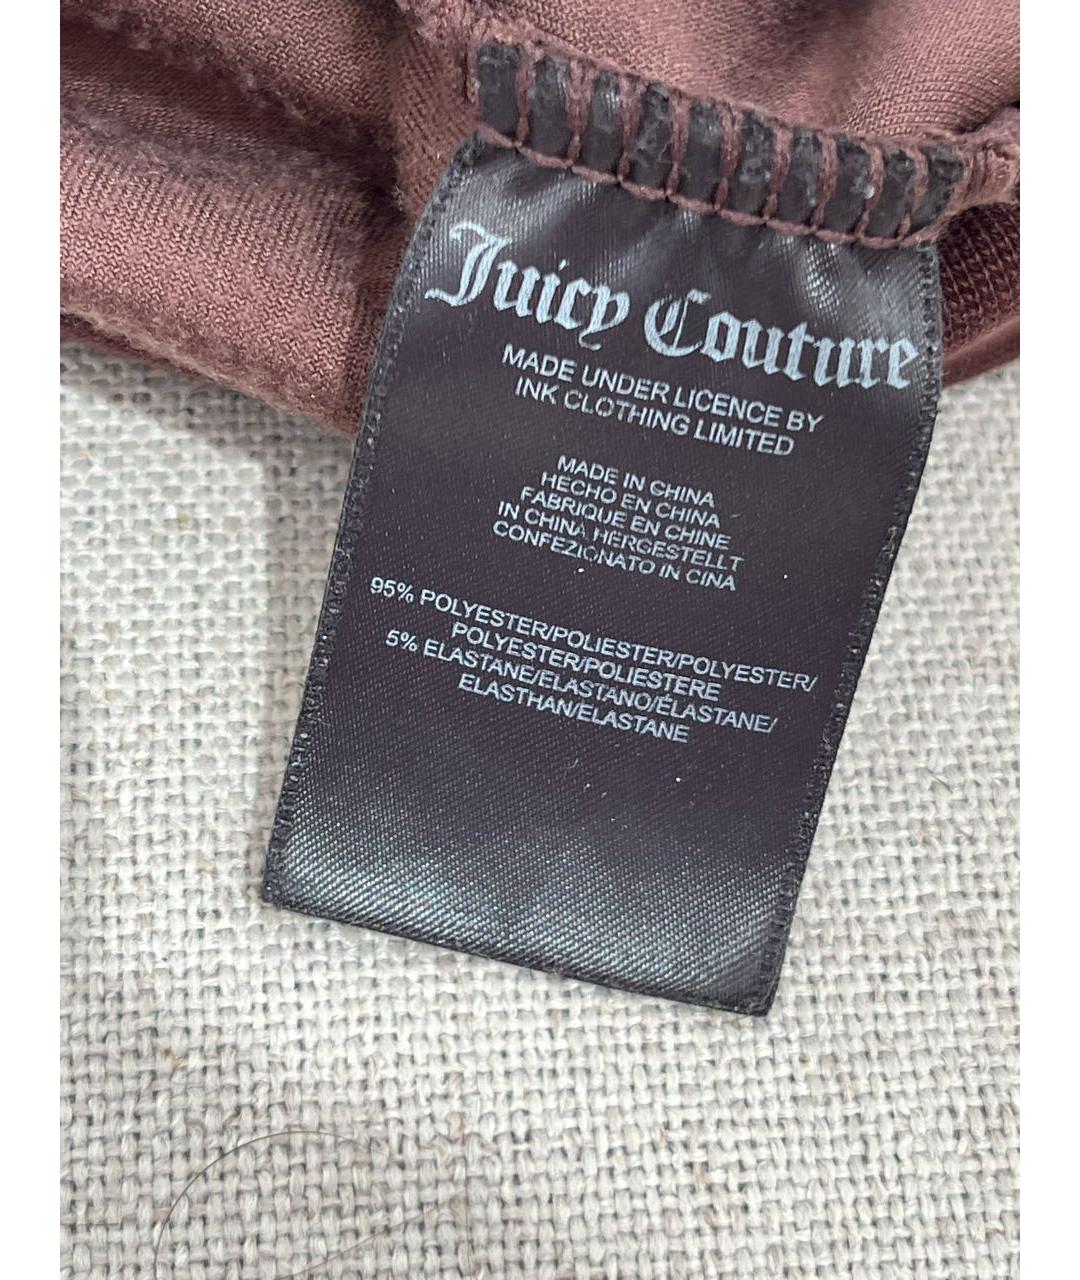 Juicy Couture
MADE UNDER LICENCE BY
INK CLOTHING LIMITED
MADE IN CHINA
HECHO EN CHINA
FABRIQUE EN CHINE
IN CHINA HERGESTELLT
CONFEZIONATO IN CINA
95% POLYESTER/POLIESTER/POLYESTER/
POLYESTER/POLIESTERE
5% ELASTANE/ELASTANO/ÉLASTANE/
ELASTHAN/ELASTANE